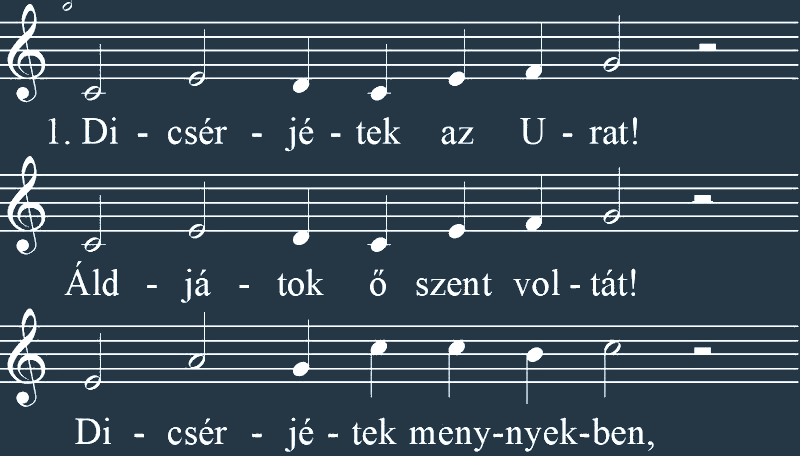 1. Di - csér - jé - tek az U - rat!
Áld - já - tok ő szent vol - tát!
Di - csér - jé - tek meny-nyek-ben,